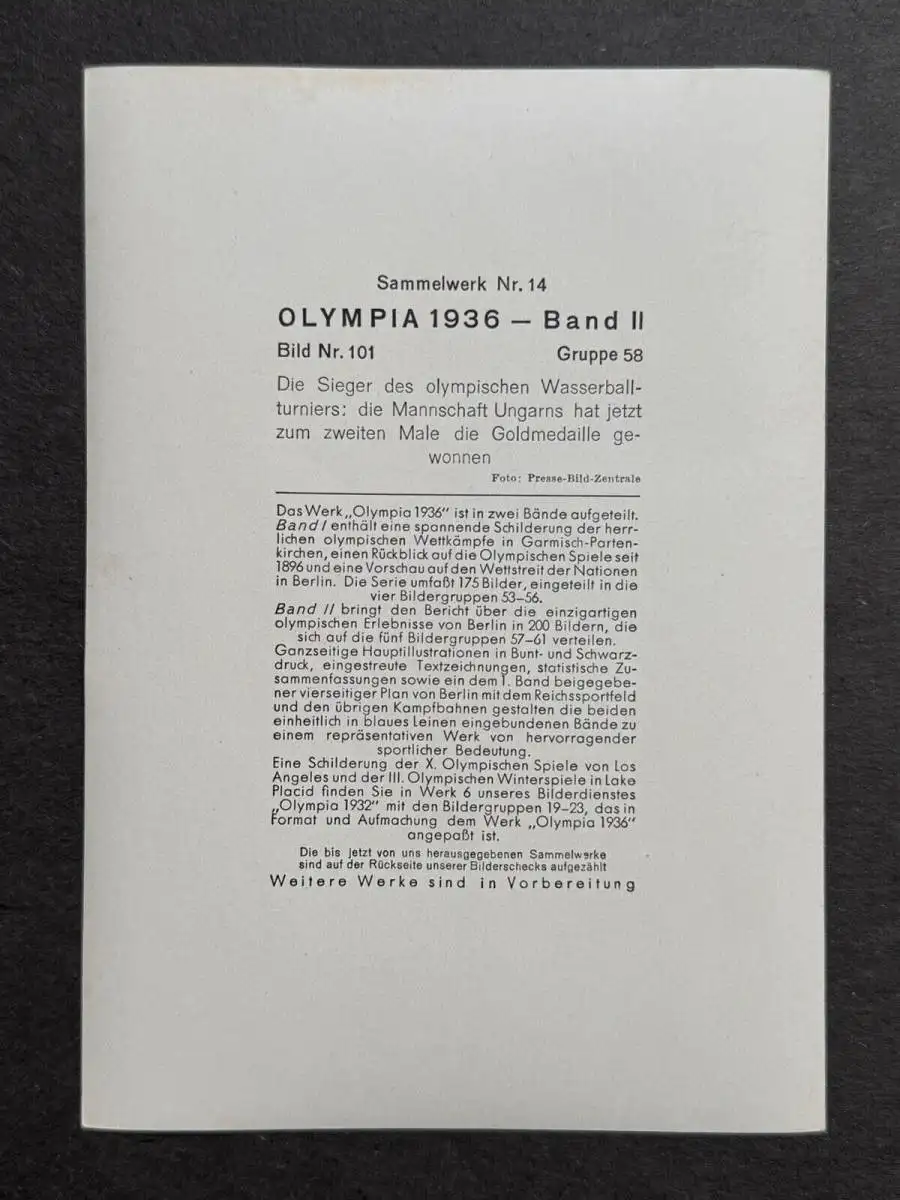 Sammelwerk Nr. 14
OLYMPIA 1936 — Band II
Bild Nr. 101 Gruppe 58
Die Sieger des olympischen Wasserball-
turniers: die Mannschaft Ungarns hat jetzt
zum zweiten Male die Goldmedaille ge-
wonnen
Foto: Presse-Bild-Zentrale
Das Werk „Olympia 1936“ ist in zwei Bände aufgeteilt.
Band I enthält eine spannende Schilderung der herr-
lichen olympischen Wettkämpfe in Garmisch-Parten-
kirchen, einen Rückblick auf die Olympischen Spiele seit
1896 und eine Vorschau auf den Wettstreit der Nationen
in Berlin. Die Serie umfaßt 175 Bilder, eingeteilt in die
vier Bildergruppen 53–56.
Band II bringt den Bericht über die einzigartigen
olympischen Erlebnisse von Berlin in 200 Bildern, die
sich auf die fünf Bildergruppen 57–61 verteilen.
Ganzseitige Hauptillustrationen in Bunt- und Schwarz-
druck, eingestreute Textzeichnungen, statistische Zu-
sammenfassungen sowie ein dem I. Band beigegebe-
ner vierseitiger Plan von Berlin mit dem Reichssportfeld
und den übrigen Kampfbahnen gestalten die beiden
einheitlich in blaues Leinen eingebundenen Bände zu
einem repräsentativen Werk von hervorragender
sportlicher Bedeutung.
Eine Schilderung der X. Olympischen Spiele von Los
Angeles und der III. Olympischen Winterspiele in Lake
Placid finden Sie in Werk 6 unseres Bilderdienstes
„Olympia 1932“ mit den Bildergruppen 19–23, das in
Format und Aufmachung dem Werk „Olympia 1936“
angepaßt ist.
Die bis jetzt von uns herausgegebenen Sammelwerke
sind auf der Rückseite unserer Bilderschecks aufgezählt
Weitere Werke sind in Vorbereitung